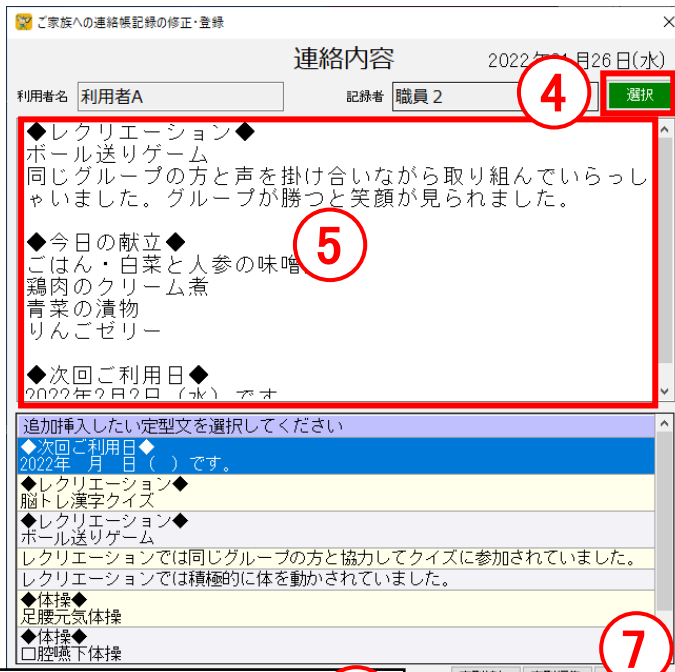 ご家族への連絡帳記録の修正・登録
連絡内容 2022年01月26日(水)
利用者名 利用者A 記録者 職員2 ④ 選択
◆レクリエーション◆
ボール送りゲーム
同じグループの方と声を掛け合いながら取り組んでいらっし
ゃいました。グループが勝つと笑顔が見られました。
◆今日の献立◆
⑤
ごはん・白菜と人参の味噌
鶏肉のクリーム煮
青菜の漬物
りんごゼリー
◆次回ご利用日◆
2022年2月2日（水）です
追加挿入したい定型文を選択してください
◆次回ご利用日◆
2022年　月　日（　）です。
◆レクリエーション◆
脳トレ漢字クイズ
◆レクリエーション◆
ボール送りゲーム
レクリエーションでは同じグループの方と協力してクイズに参加されていました。
レクリエーションでは積極的に体を動かされていました。
◆体操◆
足腰元気体操
◆体操◆
口腔嚥下体操
⑦